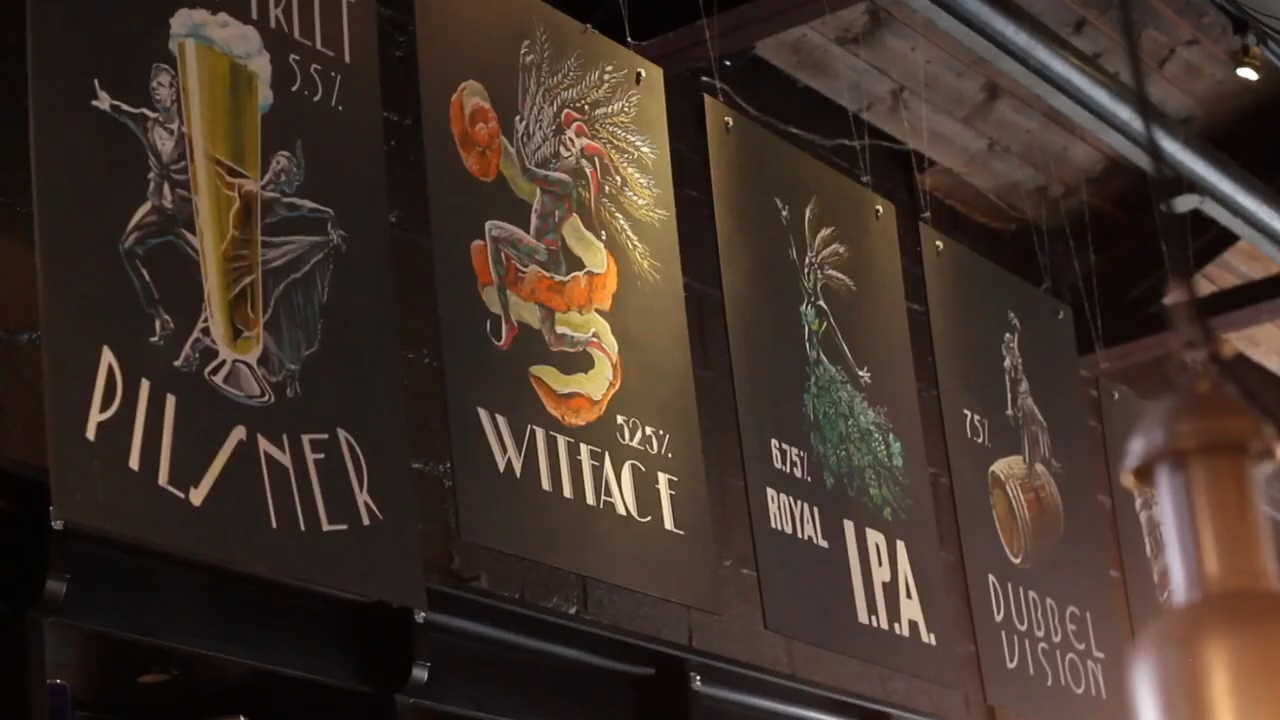 5.5%
PILSNER
5.25%
WITFACE
6.75%
ROYAL
I.P.A.
7.5%
DUBBEL
VISION